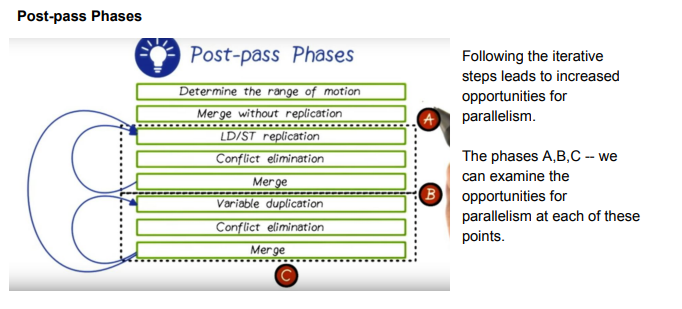 Post-pass Phases
Post-pass Phases
Determine the range of motion
Merge without replication
A
LD/ST replication
Conflict elimination
Merge
B
Variable duplication
Conflict elimination
Merge
C
Following the iterative
steps leads to increased
opportunities for
parallelism.
The phases A,B,C -- we
can examine the
opportunities for
parallelism at each of these
points.